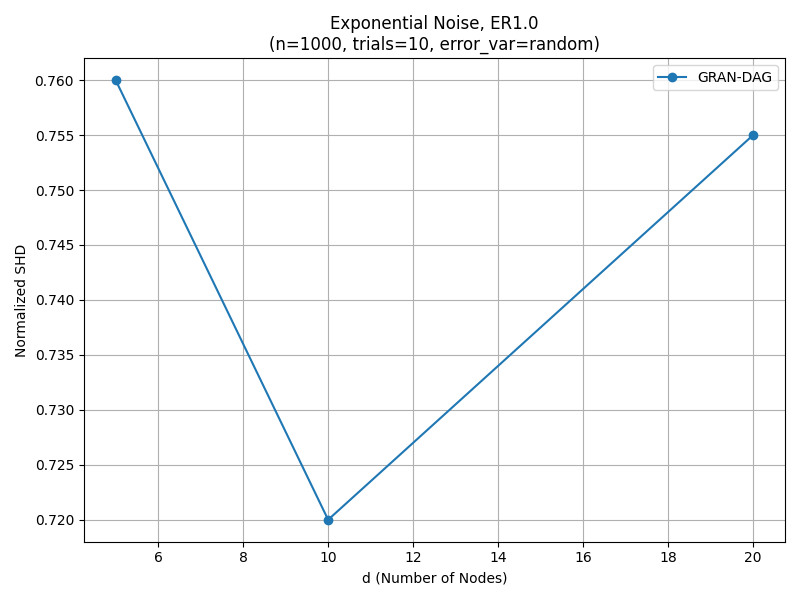 Exponential Noise, ER1.0
(n=1000, trials=10, error_var=random)
GRAN-DAG
Normalized SHD
0.760
0.755
0.750
0.745
0.740
0.735
0.730
0.725
0.720
6 8 10 12 14 16 18 20
d (Number of Nodes)